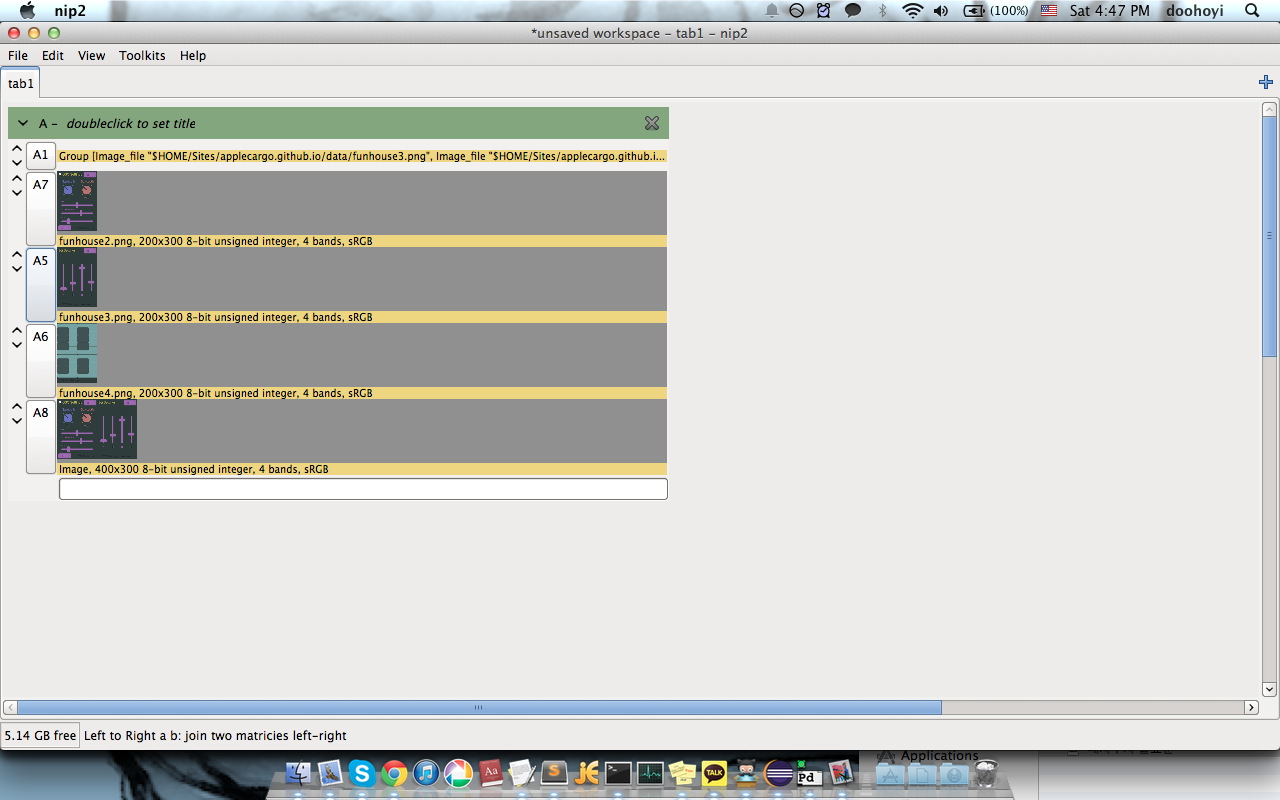 nip2
(100%)
Sat 4:47 PM
doohoyi
*unsaved workspace – tab1 – nip2
File Edit View Toolkits Help
tab1
A – doubleclick to set title
A1
Group [Image_file "$HOME/Sites/applecargo.github.io/data/funhouse3.png", Image_file "$HOME/Sites/applecargo.github.i...
A7
funhouse2.png, 200x300 8-bit unsigned integer, 4 bands, sRGB
A5
funhouse3.png, 200x300 8-bit unsigned integer, 4 bands, sRGB
A6
funhouse4.png, 200x300 8-bit unsigned integer, 4 bands, sRGB
A8
Image, 400x300 8-bit unsigned integer, 4 bands, sRGB
5.14 GB free
Left to Right a b: join two matricies left-right
Applications
Aa
TALK
Pd